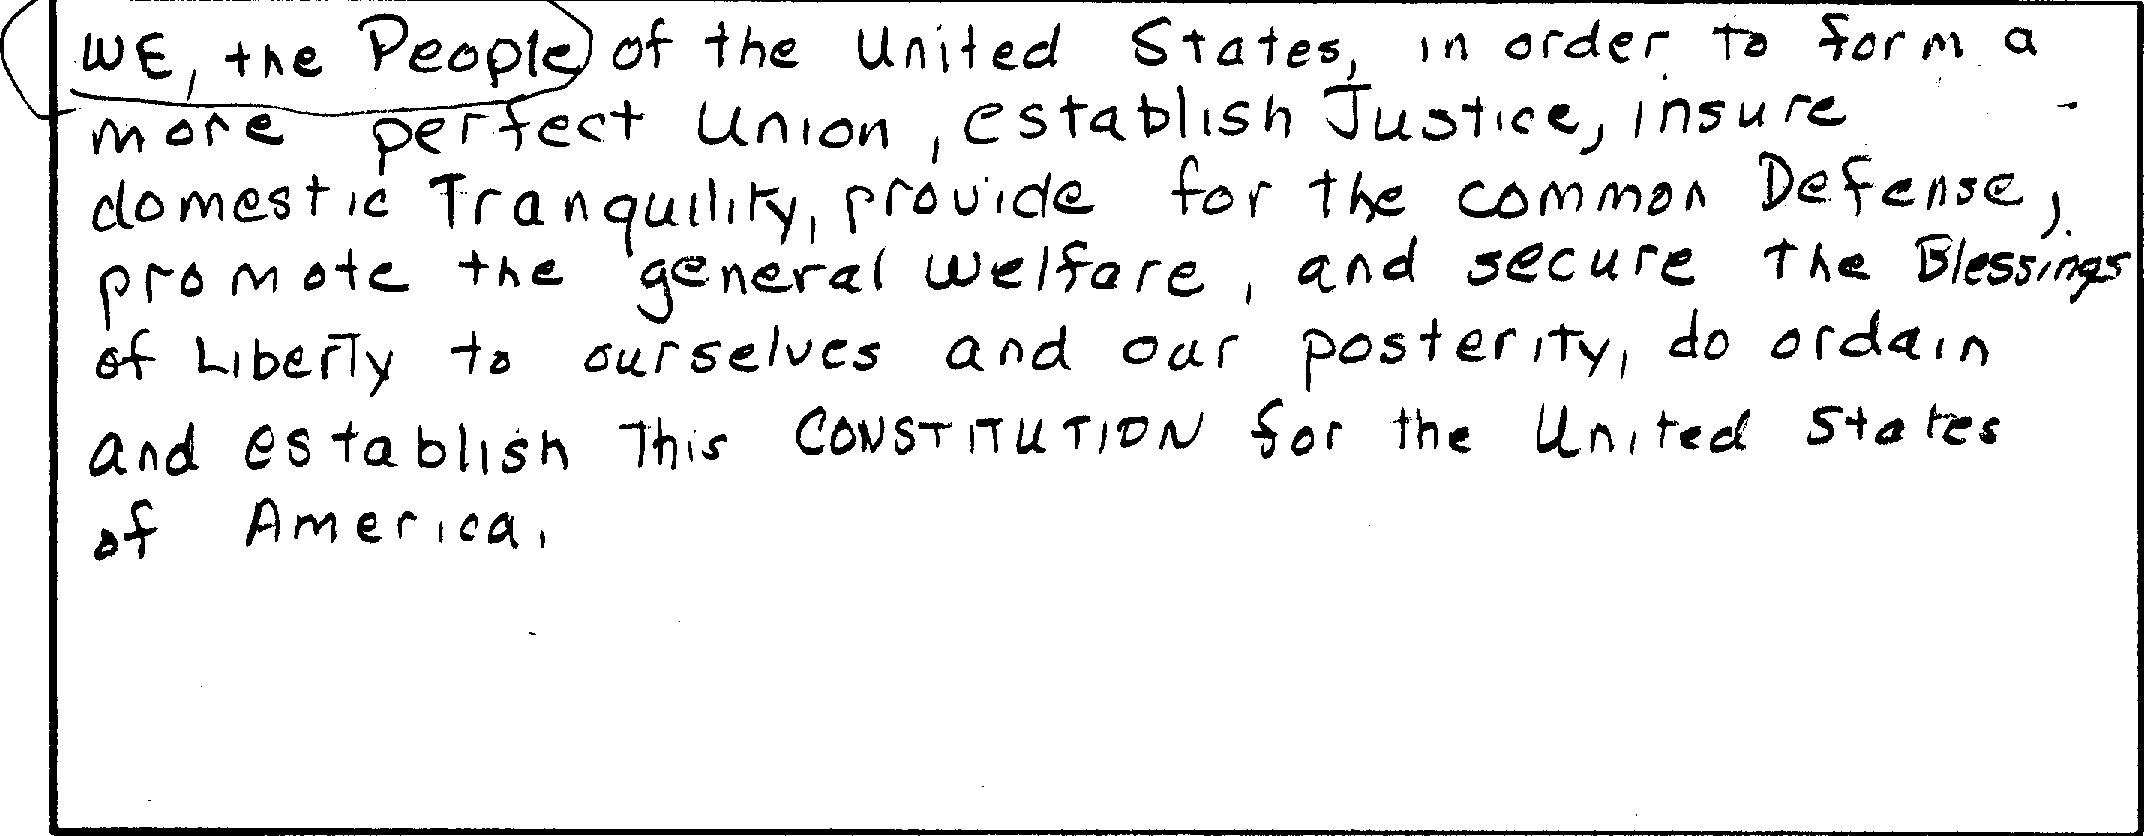 WE, the People of the United States, in order to form a
more perfect Union, establish Justice, insure
domestic Tranquility, provide for the common Defense,
promote the general Welfare, and secure the Blessings
of Liberty to ourselves and our posterity, do ordain
and establish This CONSTITUTION for the United States
of America.